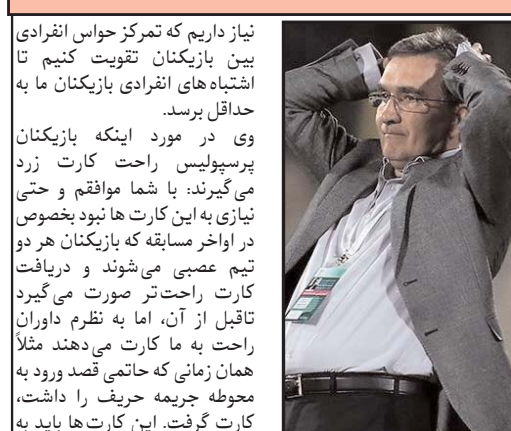 نیاز داریم که تمرکز حواس انفرادی
بین بازیکنان تقویت کنیم تا
اشتباه های انفرادی بازیکنان ما به
حداقل برسد.
وی در مورد اینکه بازیکنان
پرسپولیس راحت کارت زرد
می‌گیرند: با شما موافقم و حتی
نیازی به این کارت ها نبود بخصوص
در اواخر مسابقه که بازیکنان هر دو
تیم عصبی می‌شوند و دریافت
کارت راحت‌تر صورت می‌گیرد
تاقبل از آن، اما به نظرم داوران
راحت به ما کارت می‌دهند مثلاً
همان زمانی که حاتمی قصد ورود به
محوطه جریمه حریف را داشت،
کارت گرفت. این کارت‌ها باید به